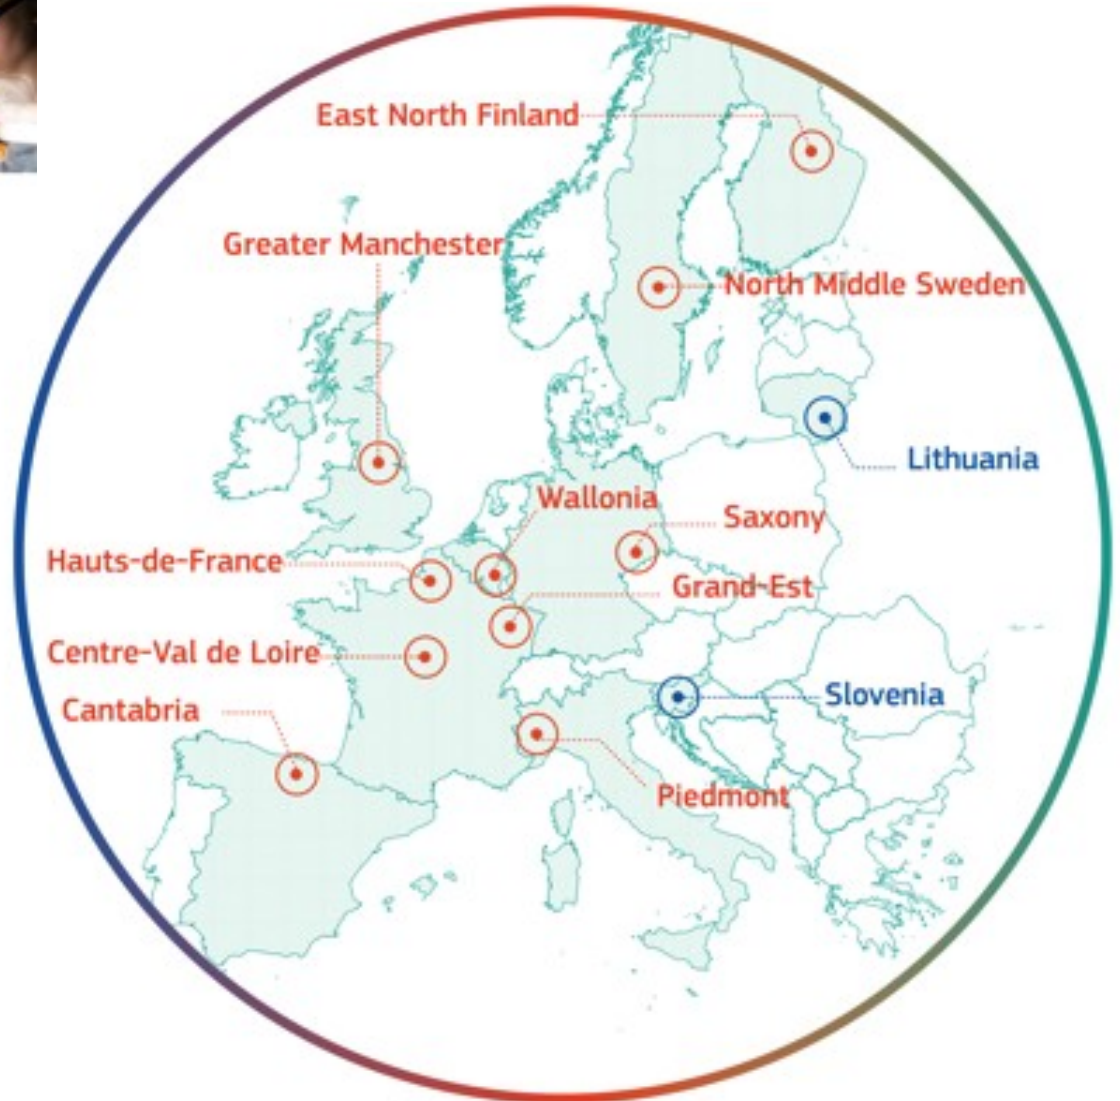 East North Finland
Greater Manchester
North Middle Sweden
Lithuania
Wallonia
Saxony
Hauts-de-France
Grand-Est
Centre-Val de Loire
Slovenia
Cantabria
Piedmont